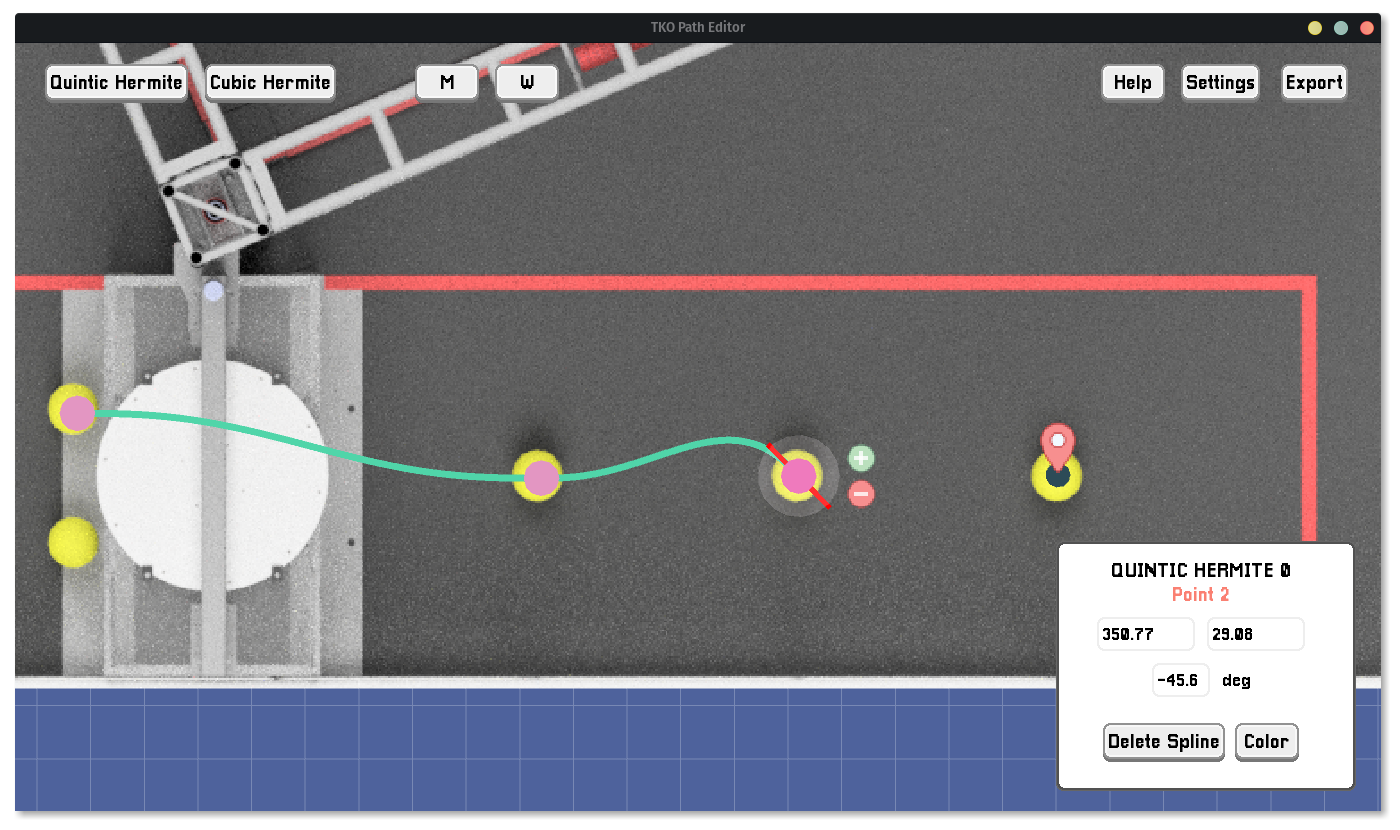 TKO Path Editor
Quintic Hermite Cubic Hermite M W Help Settings Export
QUINTIC HERMITE 0
Point 2
350.77 29.08
-45.6 deg
Delete Spline Color